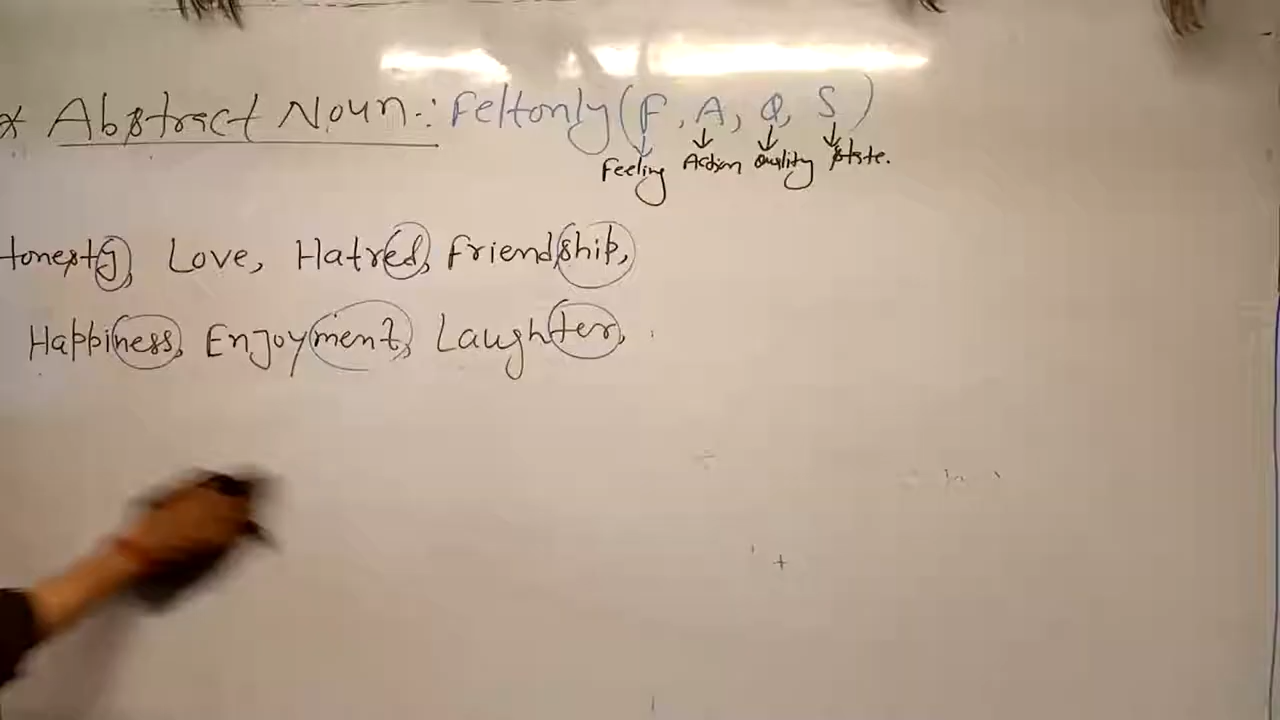 * Abstract Noun:- Feltonly (F, A, Q, S)
Feeling Action Quality State.
Honesty, Love, Hatred, Friendship,
Happiness, Enjoyment, Laughter,